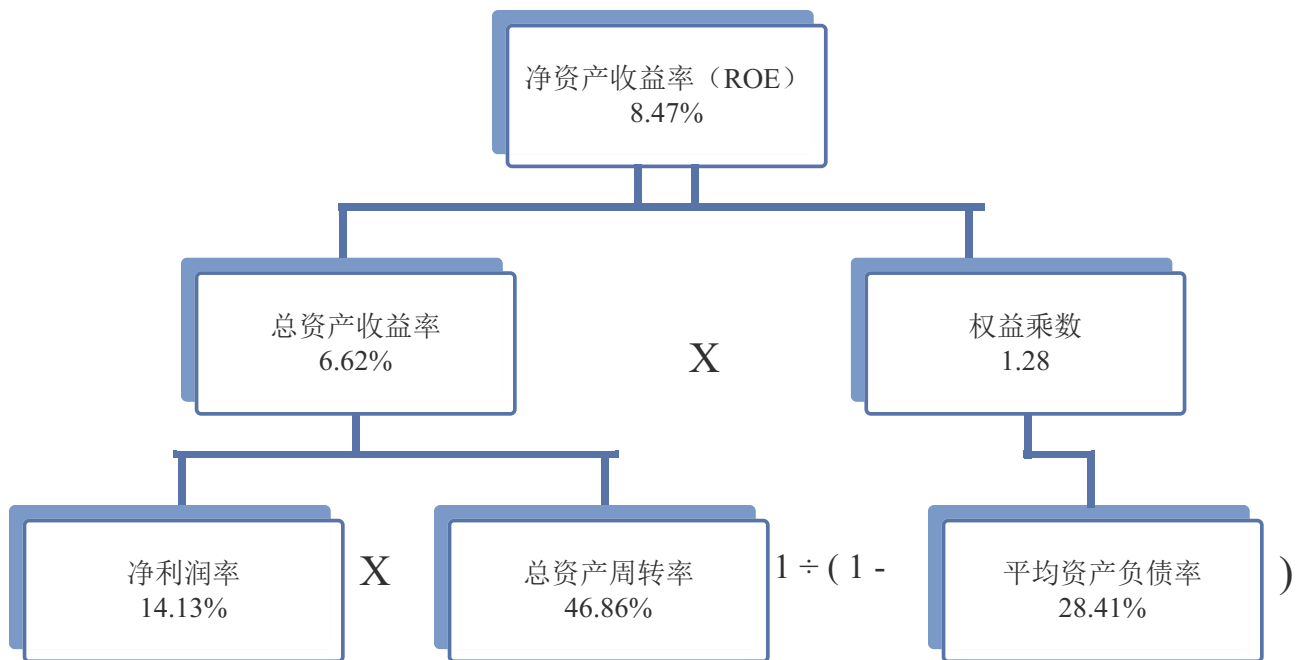 净资产收益率（ROE）
8.47%
总资产收益率
6.62%
X
权益乘数
1.28
净利润率
14.13%
X
总资产周转率
46.86%
1 ÷ ( 1 -
平均资产负债率
28.41%
)